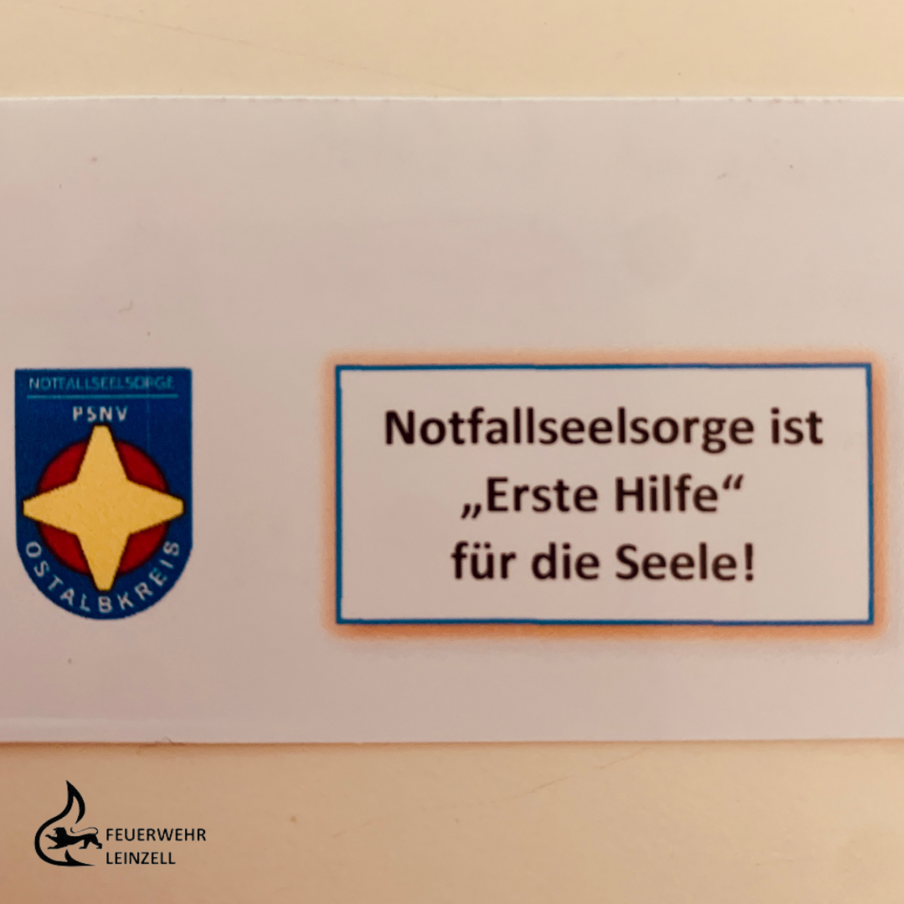 NOTFALLSEELSORGE
PSNV
OSTALBKREIS
Notfallseelsorge ist
„Erste Hilfe“
für die Seele!
FEUERWEHR
LEINZELL